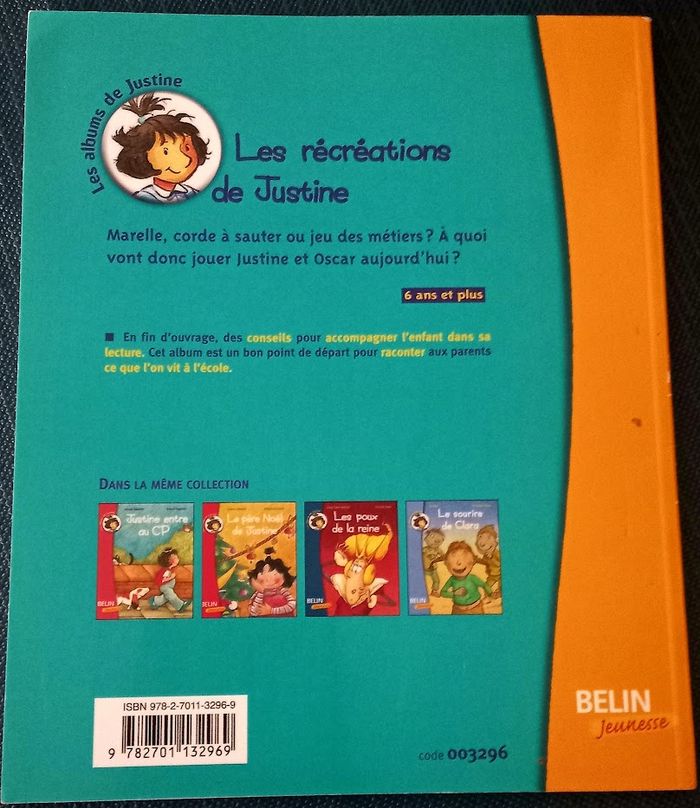 Les albums de Justine
Les récréations
de Justine
Marelle, corde à sauter ou jeu des métiers ? À quoi
vont donc jouer Justine et Oscar aujourd'hui ?
6 ans et plus
■ En fin d'ouvrage, des conseils pour accompagner l'enfant dans sa
lecture. Cet album est un bon point de départ pour raconter aux parents
ce que l'on vit à l'école.
DANS LA MÊME COLLECTION
Justine entre
au CP
BELIN
Le père Noël
de Justine
BELIN
Les poux
de la reine
BELIN
Le sourire
de Clara
BELIN
ISBN 978-2-7011-3296-9
9 782701 132969
code 003296
BELIN
Jeunesse